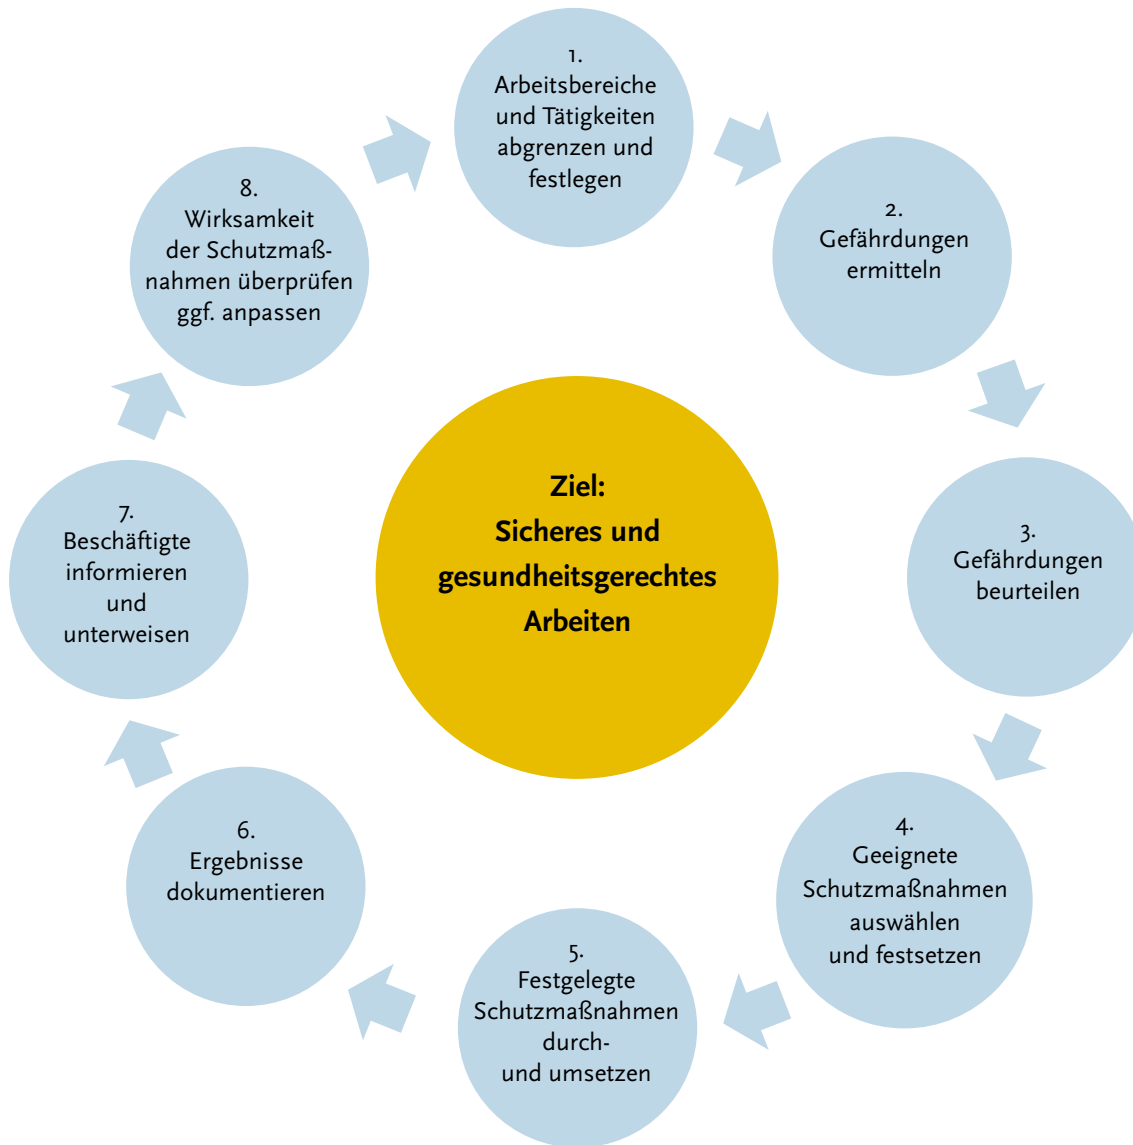 1.
Arbeitsbereiche
und Tätigkeiten
abgrenzen und
festlegen
2.
Gefährdungen
ermitteln
3.
Gefährdungen
beurteilen
4.
Geeignete
Schutzmaßnahmen
auswählen
und festsetzen
5.
Festgelegte
Schutzmaßnahmen
durch-
und umsetzen
6.
Ergebnisse
dokumentieren
7.
Beschäftigte
informieren
und
unterweisen
8.
Wirksamkeit
der Schutzmaß-
nahmen überprüfen
ggf. anpassen
Ziel:
Sicheres und
gesundheitsgerechtes
Arbeiten